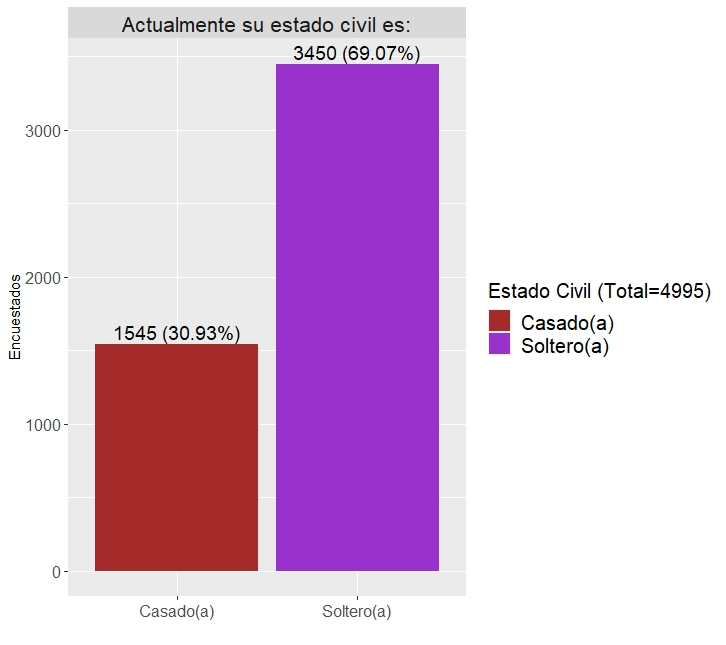 Actualmente su estado civil es:
3450 (69.07%)
3000
2000
Encuestados
Estado Civil (Total=4995)
1545 (30.93%)
Casado(a)
Soltero(a)
1000
0
Casado(a)
Soltero(a)